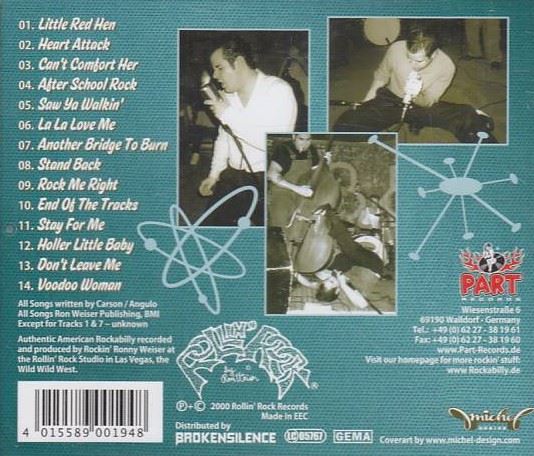 01. Little Red Hen
02. Heart Attack
03. Can't Comfort Her
04. After School Rock
05. Saw Ya Walkin'
06. La La Love Me
07. Another Bridge To Burn
08. Stand Back
09. Rock Me Right
10. End Of The Tracks
11. Stay For Me
12. Holler Little Baby
13. Don't Leave Me
14. Voodoo Woman
All Songs written by Carson / Angulo
All Songs Ron Weiser Publishing, BMI
Except for Tracks 1 & 7 – unknown
Authentic American Rockabilly recorded
and produced by Rockin' Ronny Weiser at
the Rollin' Rock Studio in Las Vegas, the
Wild Wild West.
4 015589 001948
ROLLIN' ROCK
®
℗+© 2000 Rollin' Rock Records
Made in EEC
Distributed by
BROKENSILENCE
LC 05767
GEMA
PART
RECORDS
Wiesenstraße 6
69190 Walldorf - Germany
Tel.: +49 (0) 62 27 - 38 19 61
Fax: +49 (0) 62 27 - 38 19 60
www.Part-Records.de
Visit our homepage for more rockin' stuff:
www.Rockabilly.de
michel
DESIGN
Coverart by www.michel-design.com